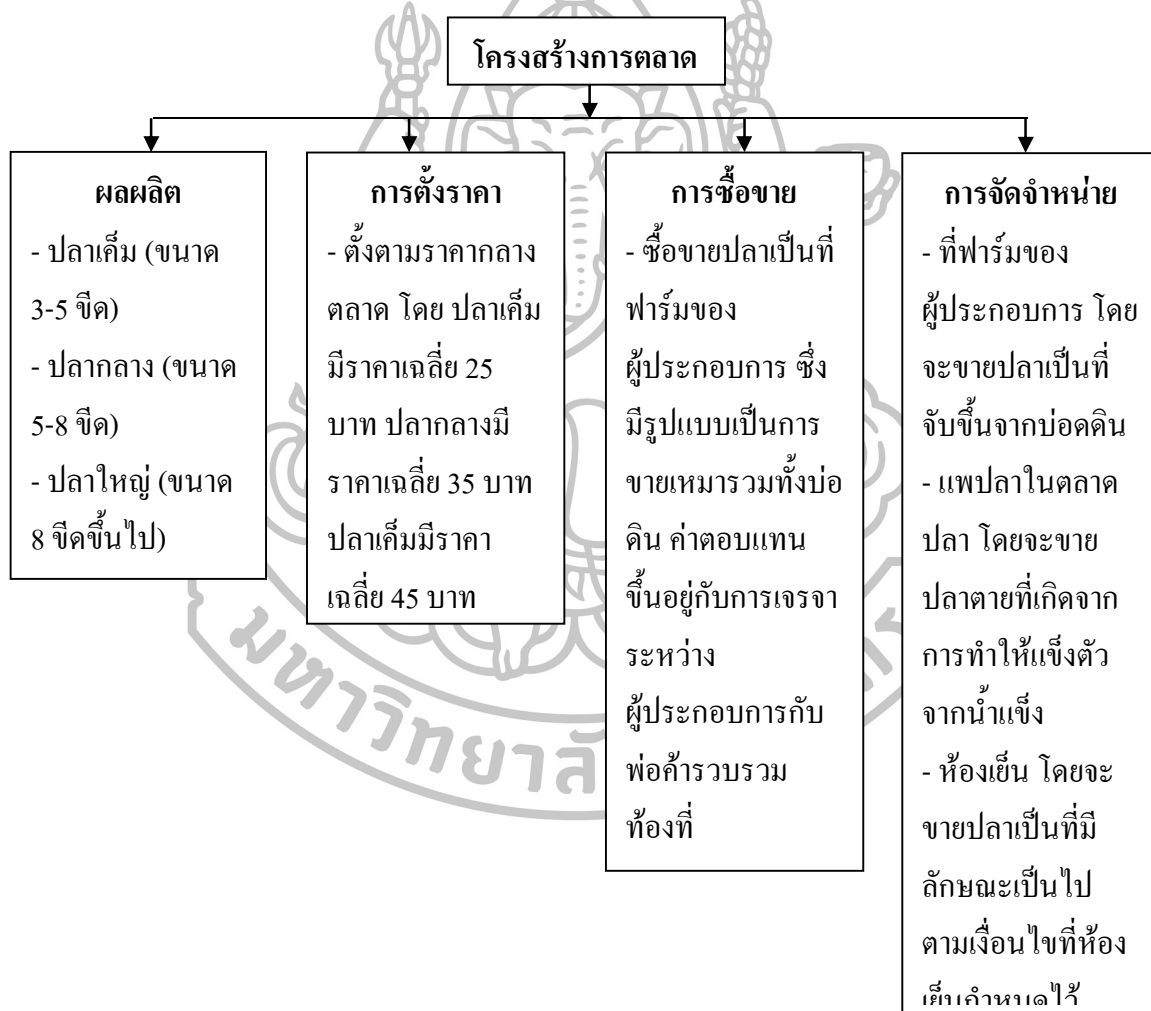 โครงสร้างการตลาด
ผลผลิต
- ปลาเค็ม (ขนาด
3-5 ขีด)
- ปลากลาง (ขนาด
5-8 ขีด)
- ปลาใหญ่ (ขนาด
8 ขีดขึ้นไป)
การตั้งราคา
- ตั้งตามราคากลาง
ตลาด โดย ปลาเค็ม
มีราคาเฉลี่ย 25
บาท ปลากลางมี
ราคาเฉลี่ย 35 บาท
ปลาเค็มมีราคา
เฉลี่ย 45 บาท
การซื้อขาย
- ซื้อขายปลาเป็นที่
ฟาร์มของ
ผู้ประกอบการ ซึ่ง
มีรูปแบบเป็นการ
ขายเหมารวมทั้งบ่อ
ดิน ค่าตอบแทน
ขึ้นอยู่กับการเจรจา
ระหว่าง
ผู้ประกอบการกับ
พ่อค้ารวบรวม
ท้องที่
การจัดจำหน่าย
- ที่ฟาร์มของ
ผู้ประกอบการ โดย
จะขายปลาเป็นที่
จับขึ้นจากบ่อดดิน
- แพปลาในตลาด
ปลา โดยจะขาย
ปลาตายที่เกิดจาก
การทำให้แข็งตัว
จากน้ำแข็ง
- ห้องเย็น โดยจะ
ขายปลาเป็นที่มี
ลักษณะเป็นไป
ตามเงื่อนไขที่ห้อง
เย็นกำหนดไว้
มหาวิทยาลั